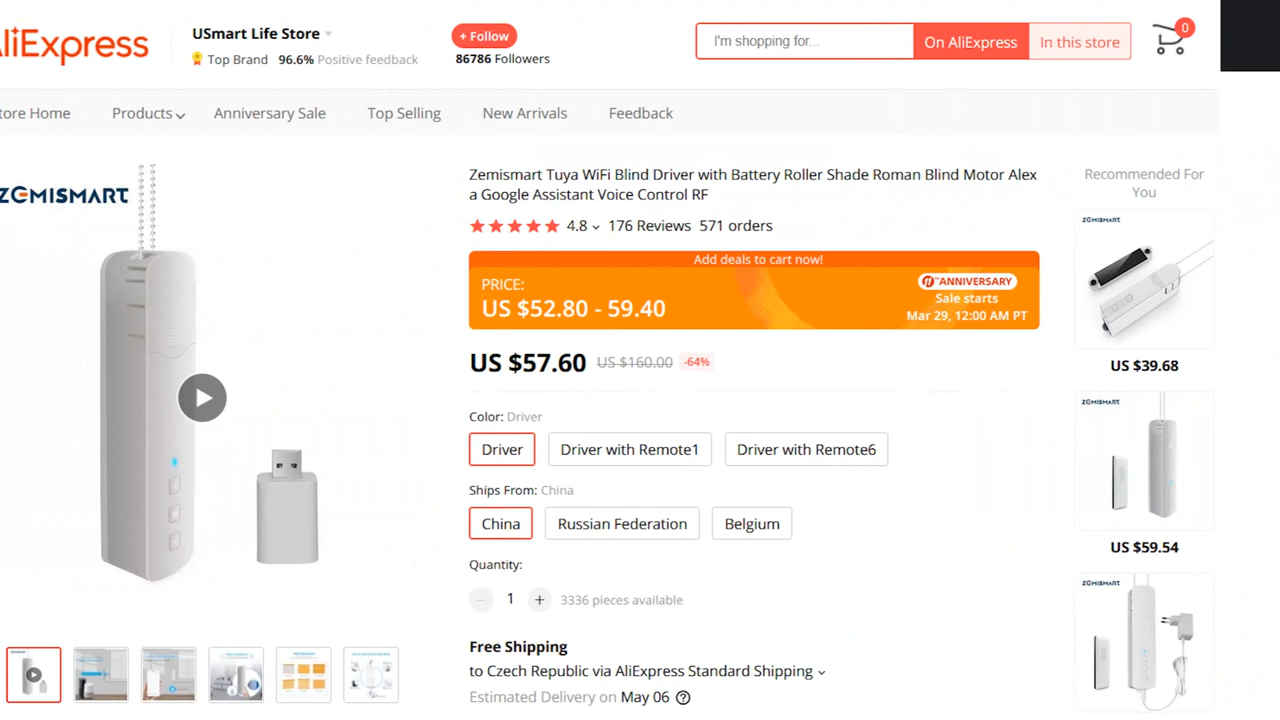 AliExpress
USmart Life Store
Top Brand 96.6% Positive feedback
+ Follow
86786 Followers
I'm shopping for...
On AliExpress
In this store
0
tore Home
Products
Anniversary Sale
Top Selling
New Arrivals
Feedback
ZEMISMART
Zemismart Tuya WiFi Blind Driver with Battery Roller Shade Roman Blind Motor Alex
a Google Assistant Voice Control RF
4.8
176 Reviews
571 orders
Add deals to cart now!
PRICE:
US $52.80 - 59.40
ANNIVERSARY
Sale starts
Mar 29, 12:00 AM PT
US $57.60 US $160.00 -64%
Color: Driver
Driver
Driver with Remote1
Driver with Remote6
Ships From: China
China
Russian Federation
Belgium
Quantity:
1 + 3336 pieces available
Free Shipping
to Czech Republic via AliExpress Standard Shipping
Estimated Delivery on May 06
Recommended For
You
ZEMISMART
US $39.68
ZEMISMART
US $59.54
ZEMISMART